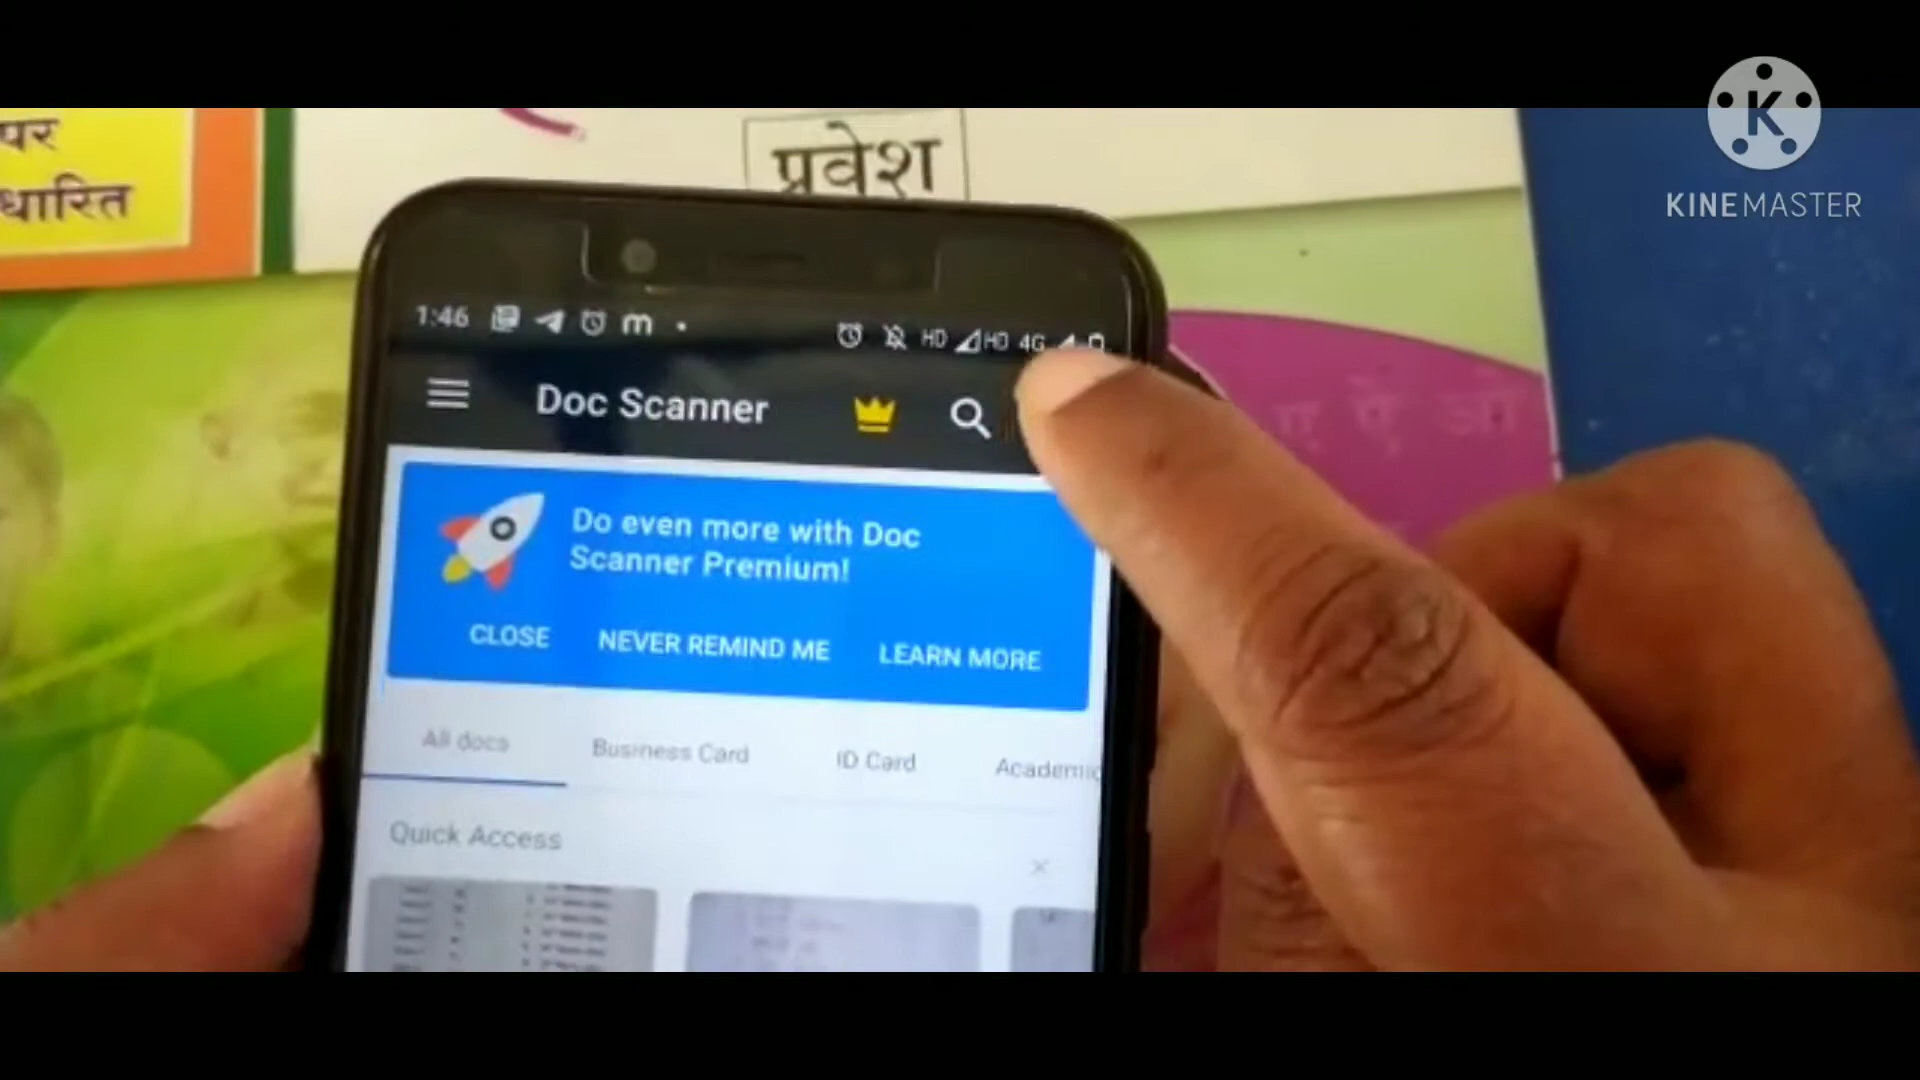 पर
धारित
प्रवेश
KINEMASTER
1:46
HD HD 4G
Doc Scanner
Do even more with Doc
Scanner Premium!
CLOSE NEVER REMIND ME LEARN MORE
All docs Business Card ID Card Academic
Quick Access